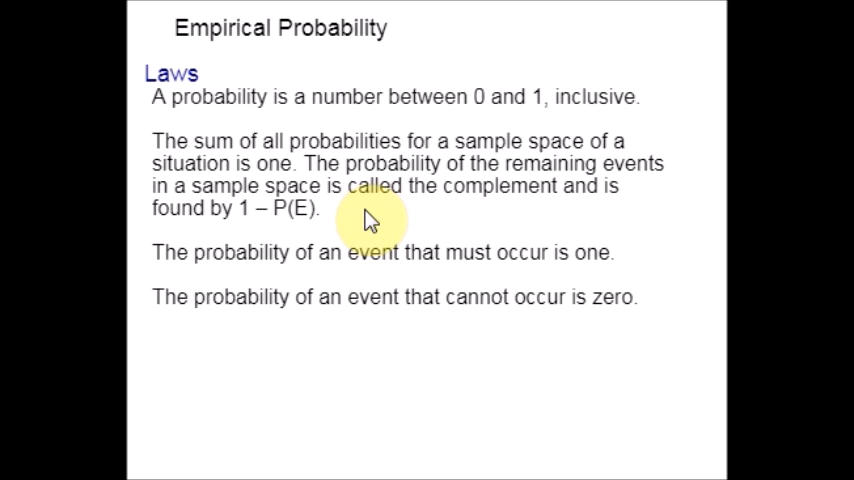 Empirical Probability
Laws
A probability is a number between 0 and 1, inclusive.
The sum of all probabilities for a sample space of a
situation is one. The probability of the remaining events
in a sample space is called the complement and is
found by 1 – P(E).
The probability of an event that must occur is one.
The probability of an event that cannot occur is zero.